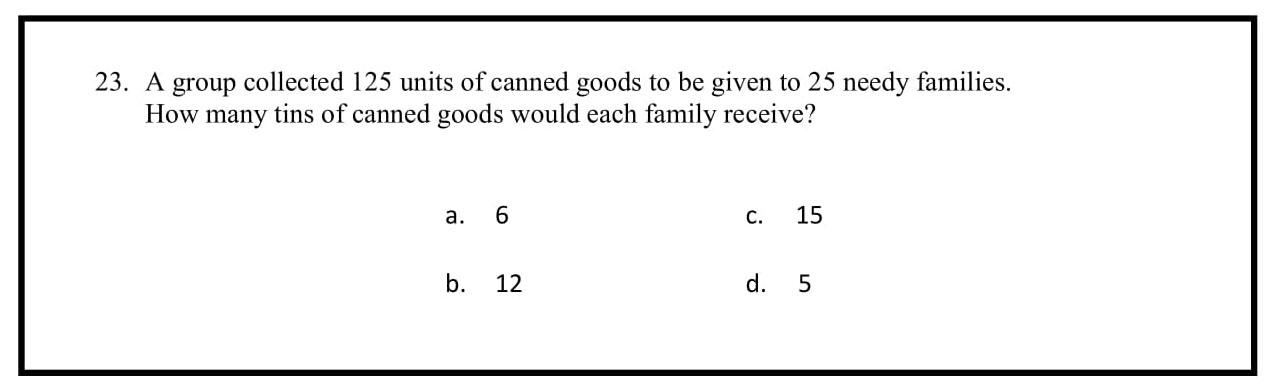 23. A group collected 125 units of canned goods to be given to 25 needy families.
How many tins of canned goods would each family receive?
a. 6
c. 15
b. 12
d. 5